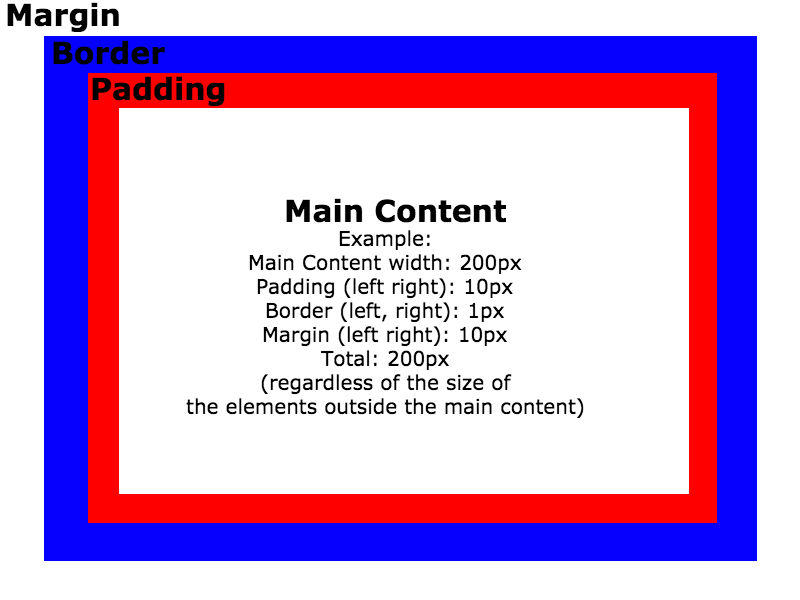 Margin
Border
Padding
Main Content
Example:
Main Content width: 200px
Padding (left right): 10px
Border (left, right): 1px
Margin (left right): 10px
Total: 200px
(regardless of the size of
the elements outside the main content)